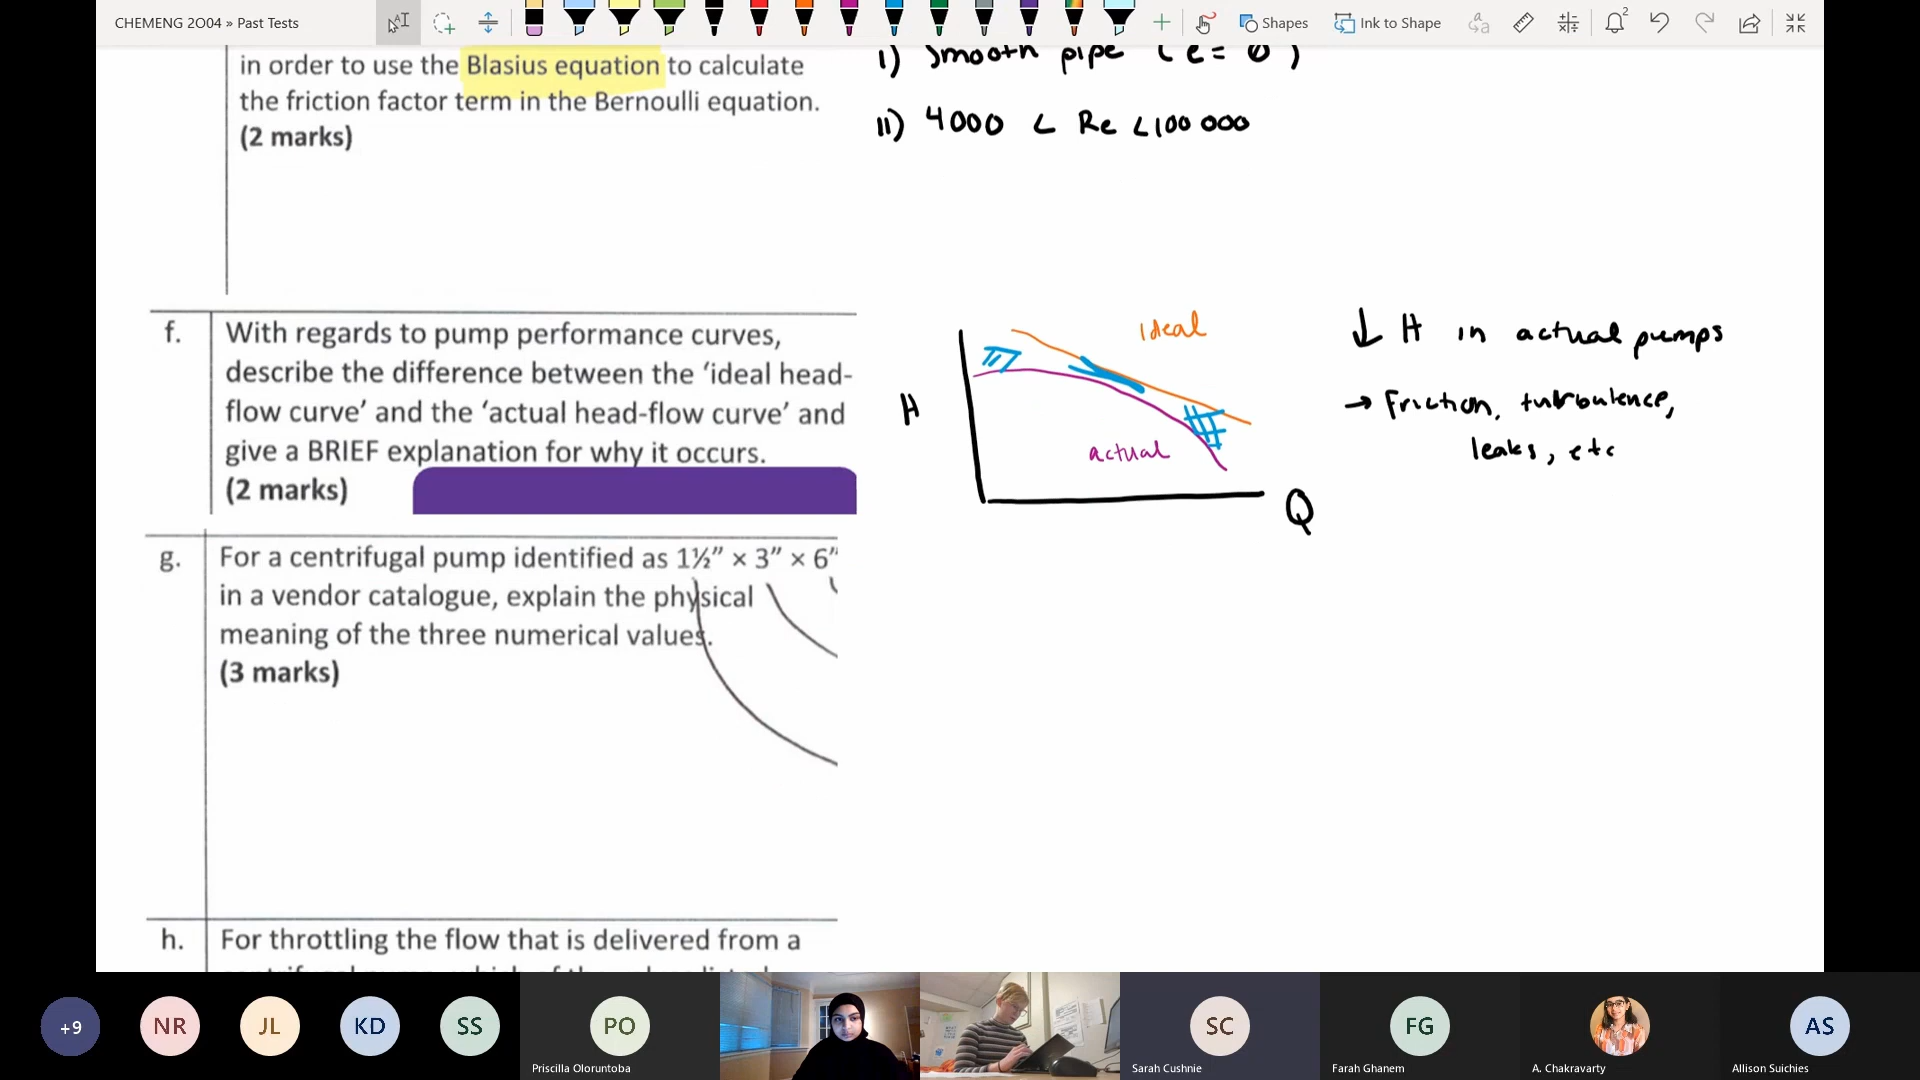 CHEMENG 2O04 » Past Tests
Shapes
Ink to Shape
2
in order to use the Blasius equation to calculate
the friction factor term in the Bernoulli equation.
(2 marks)
i) Smooth pipe (e = 0)
ii) 4000 < Re < 100 000
f. With regards to pump performance curves,
describe the difference between the ‘ideal head-
flow curve’ and the ‘actual head-flow curve’ and
give a BRIEF explanation for why it occurs.
(2 marks)
H
ideal
actual
Q
↓ H in actual pumps
→ Friction, turbulence,
leaks, etc
g. For a centrifugal pump identified as 1½” × 3” × 6”
in a vendor catalogue, explain the physical
meaning of the three numerical values.
(3 marks)
h. For throttling the flow that is delivered from a
+9
NR
JL
KD
SS
PO
Priscilla Oloruntoba
SC
Sarah Cushnie
FG
Farah Ghanem
A. Chakravarty
AS
Allison Suichies